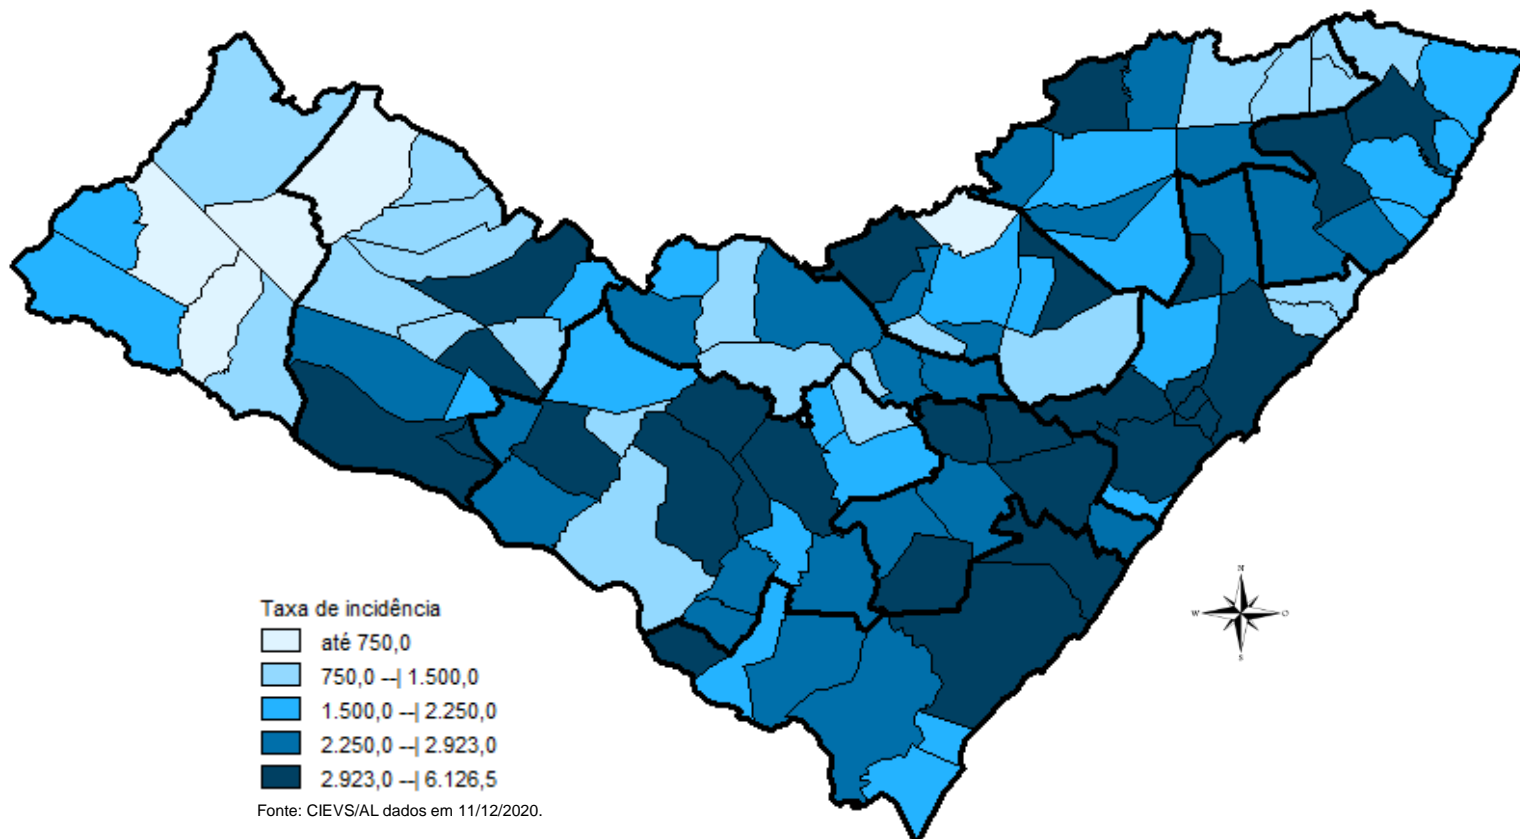 Taxa de incidência
até 750,0
750,0 --| 1.500,0
1.500,0 --| 2.250,0
2.250,0 --| 2.923,0
2.923,0 --| 6.126,5
Fonte: CIEVS/AL dados em 11/12/2020.
N
W
O
S